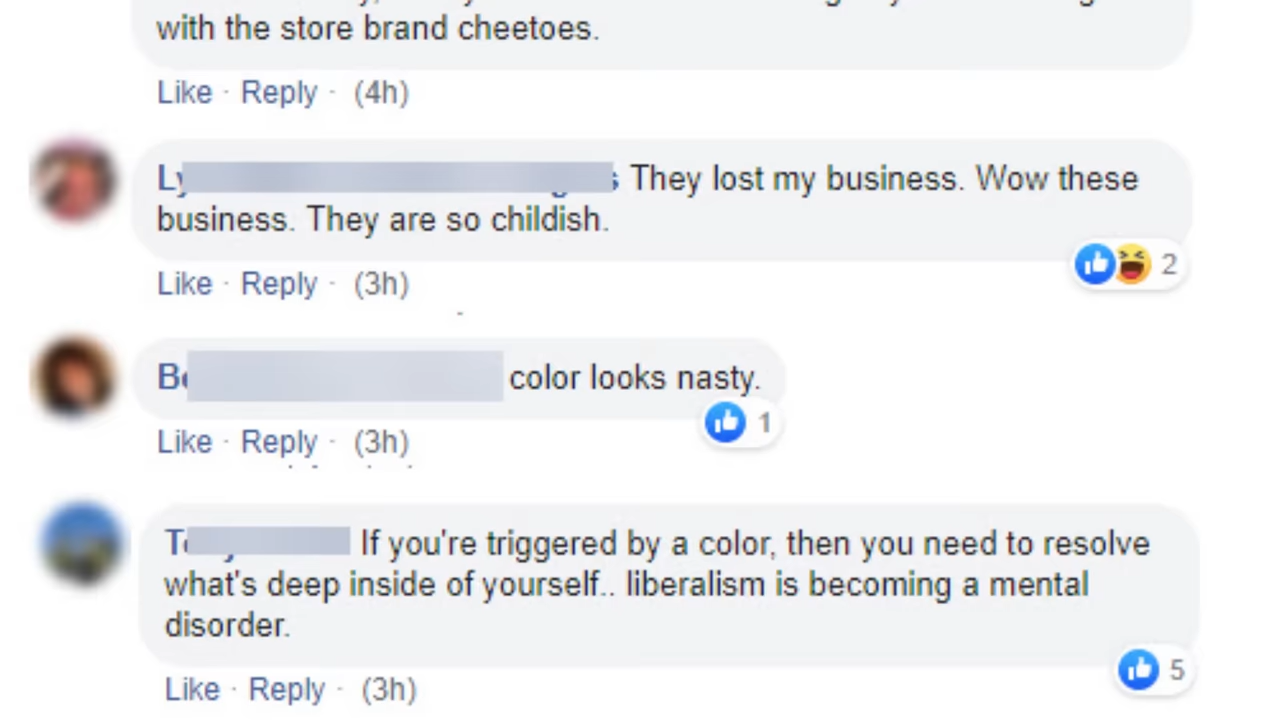 with the store brand cheetoes.
Like · Reply · (4h)
They lost my business. Wow these
business. They are so childish.
2
Like · Reply · (3h)
color looks nasty.
1
Like · Reply · (3h)
If you're triggered by a color, then you need to resolve
what's deep inside of yourself.. liberalism is becoming a mental
disorder.
5
Like · Reply · (3h)